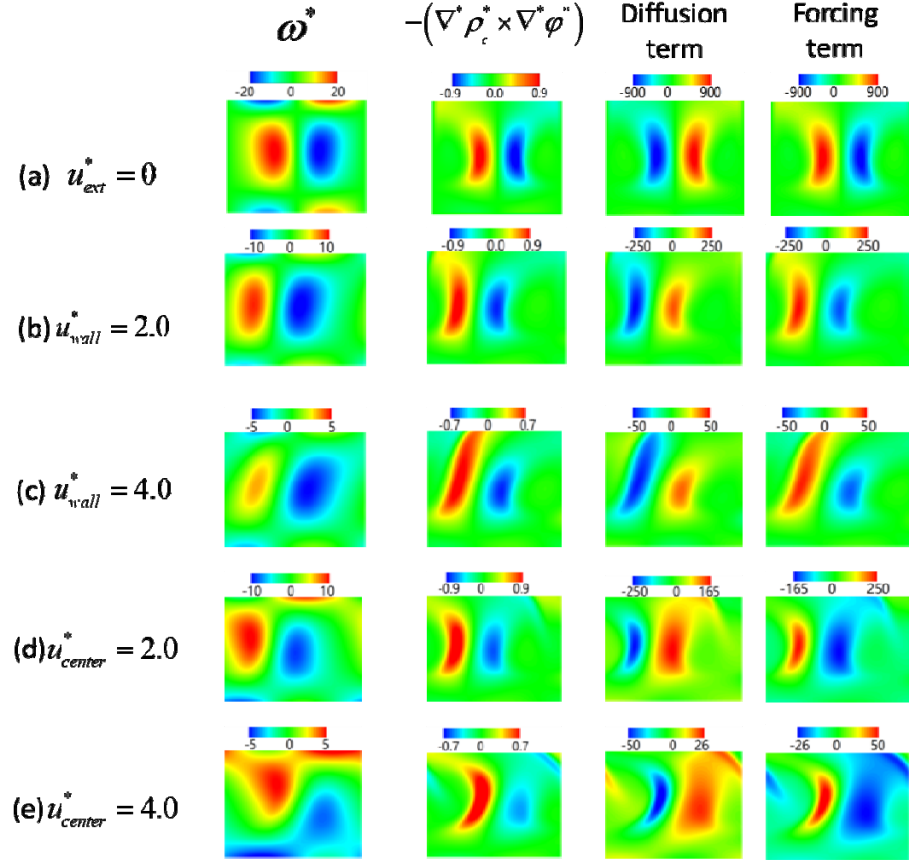 ω* −(∇*ρ*c × ∇*φ*) Diffusion term Forcing term
-20 0 20 -0.9 0.0 0.9 -900 0 900 -900 0 900
(a) u*ext = 0
-10 0 10 -0.9 0.0 0.9 -250 0 250 -250 0 250
(b) u*wall = 2.0
-5 0 5 -0.7 0 0.7 -50 0 50 -50 0 50
(c) u*wall = 4.0
-10 0 10 -0.9 0 0.9 -250 0 165 -165 0 250
(d) u*center = 2.0
-5 0 5 -0.7 0 0.7 -50 0 26 -26 0 50
(e) u*center = 4.0